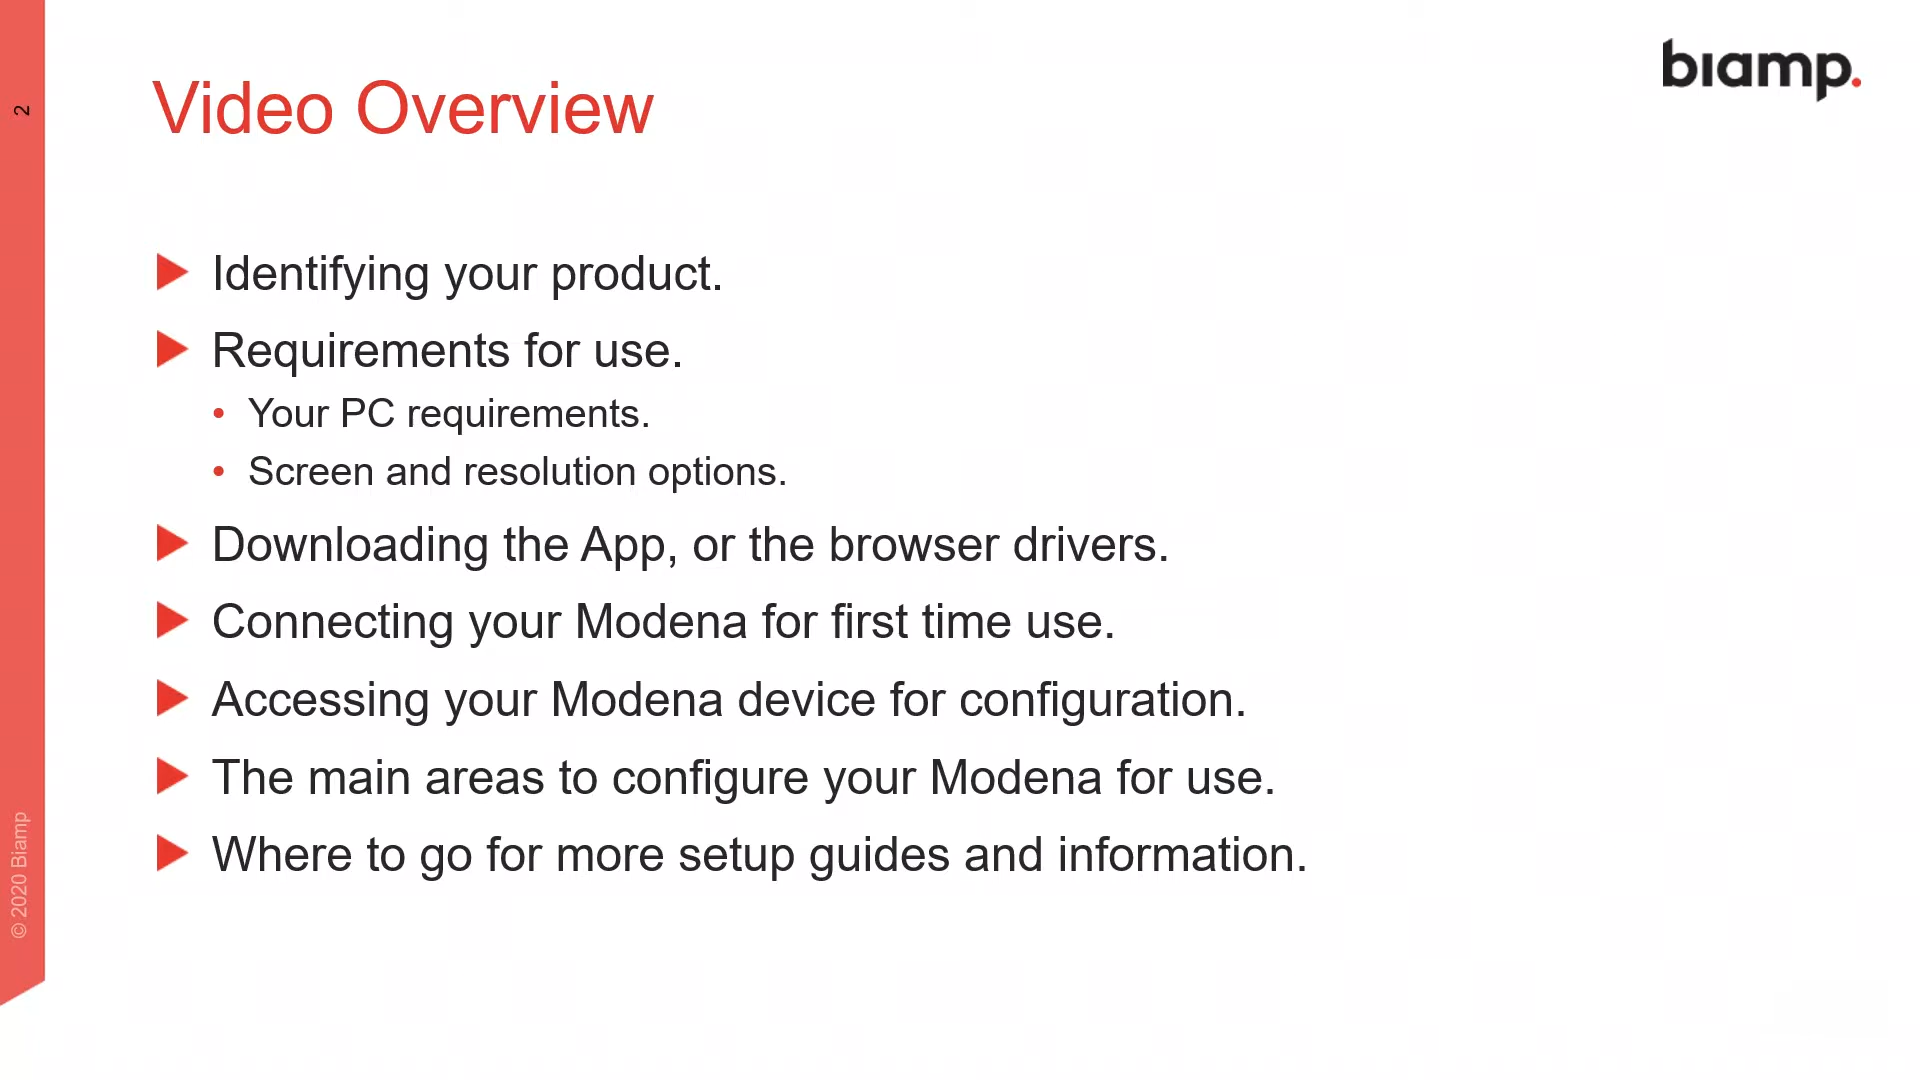 2
Video Overview
biamp.
Identifying your product.
Requirements for use.
Your PC requirements.
Screen and resolution options.
Downloading the App, or the browser drivers.
Connecting your Modena for first time use.
Accessing your Modena device for configuration.
The main areas to configure your Modena for use.
Where to go for more setup guides and information.
© 2020 Biamp